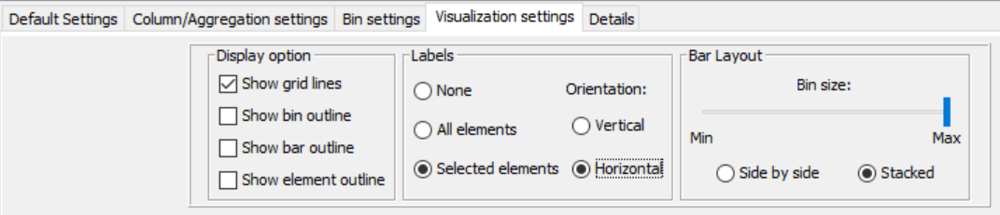 Default Settings Column/Aggregation settings Bin settings Visualization settings Details
Display option
Show grid lines
Show bin outline
Show bar outline
Show element outline
Labels
None
All elements
Selected elements
Orientation:
Vertical
Horizontal
Bar Layout
Bin size:
Min Max
Side by side Stacked